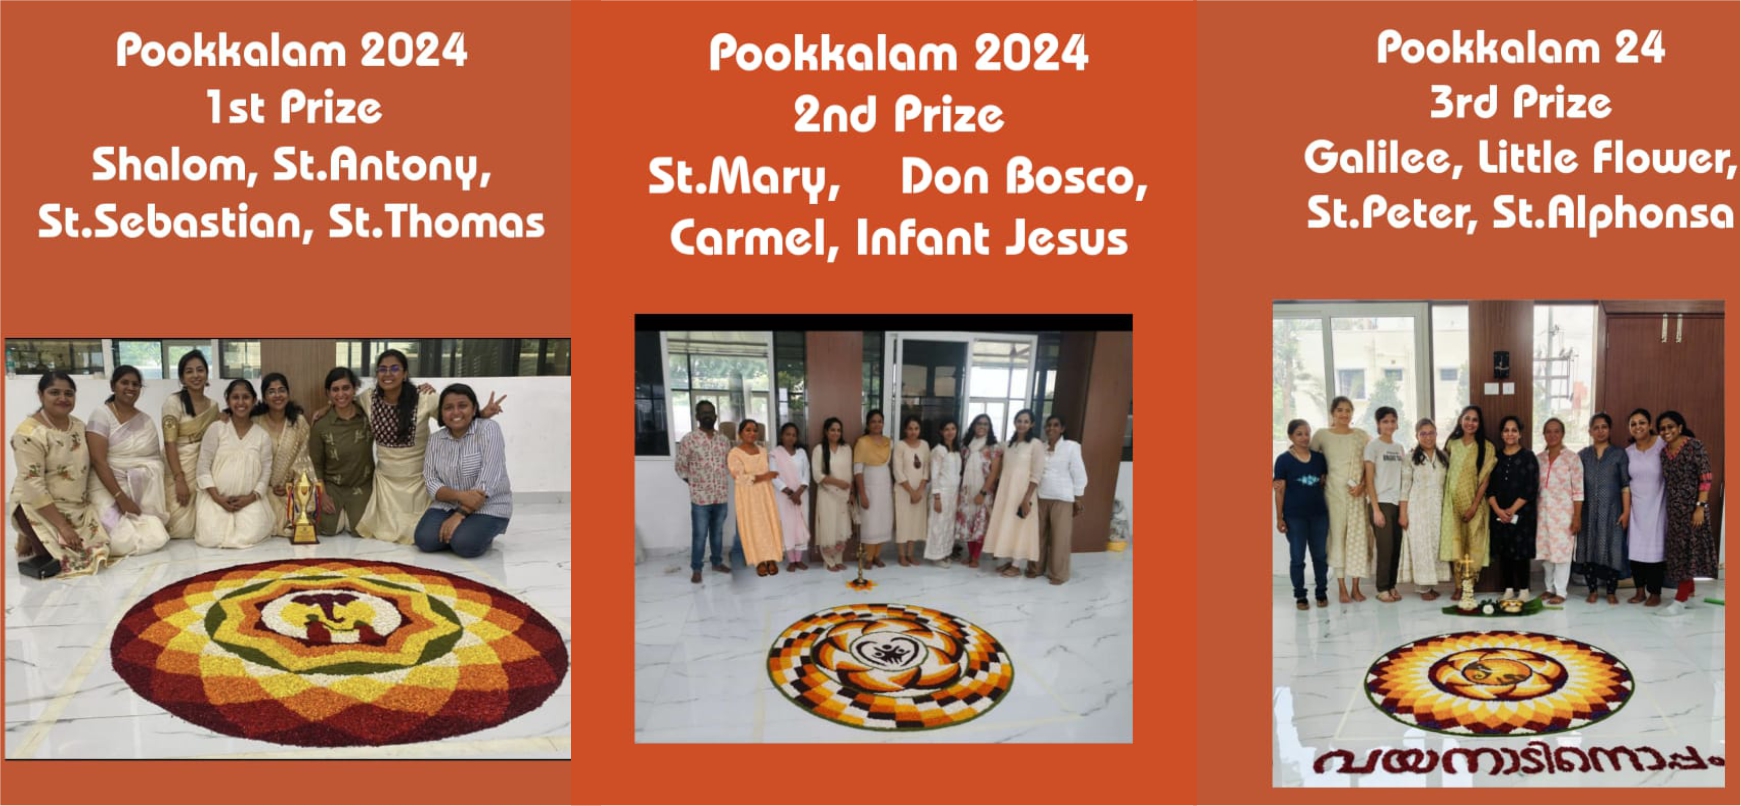 Pookkalam 2024
1st Prize
Shalom, St.Antony,
St.Sebastian, St.Thomas
Pookkalam 2024
2nd Prize
St.Mary, Don Bosco,
Carmel, Infant Jesus
Pookkalam 24
3rd Prize
Galilee, Little Flower,
St.Peter, St.Alphonsa
വയനാടിനൊപ്പം